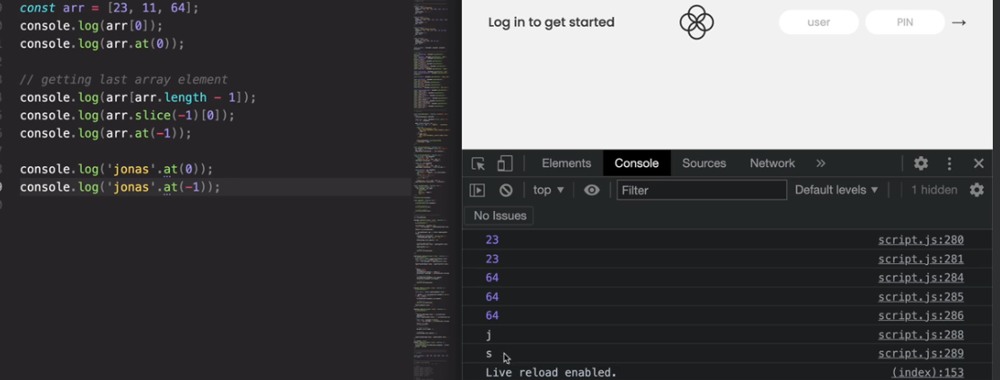 const arr = [23, 11, 64];
console.log(arr[0]);
console.log(arr.at(0));
// getting last array element
console.log(arr[arr.length - 1]);
console.log(arr.slice(-1)[0]);
console.log(arr.at(-1));
console.log('jonas'.at(0));
console.log('jonas'.at(-1));
Log in to get started
user
PIN
→
Elements Console Sources Network »
top ▼ Filter Default levels ▼ 1 hidden
No Issues
23 script.js:280
23 script.js:281
64 script.js:284
64 script.js:285
64 script.js:286
j script.js:288
s script.js:289
Live reload enabled. (index):153